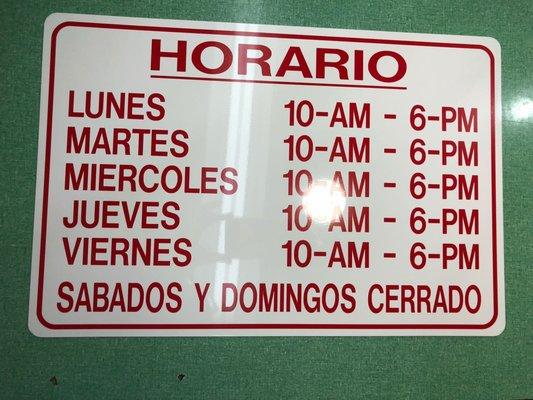 HORARIO
LUNES 10-AM - 6-PM
MARTES 10-AM - 6-PM
MIERCOLES 10-AM - 6-PM
JUEVES 10-AM - 6-PM
VIERNES 10-AM - 6-PM
SABADOS Y DOMINGOS CERRADO